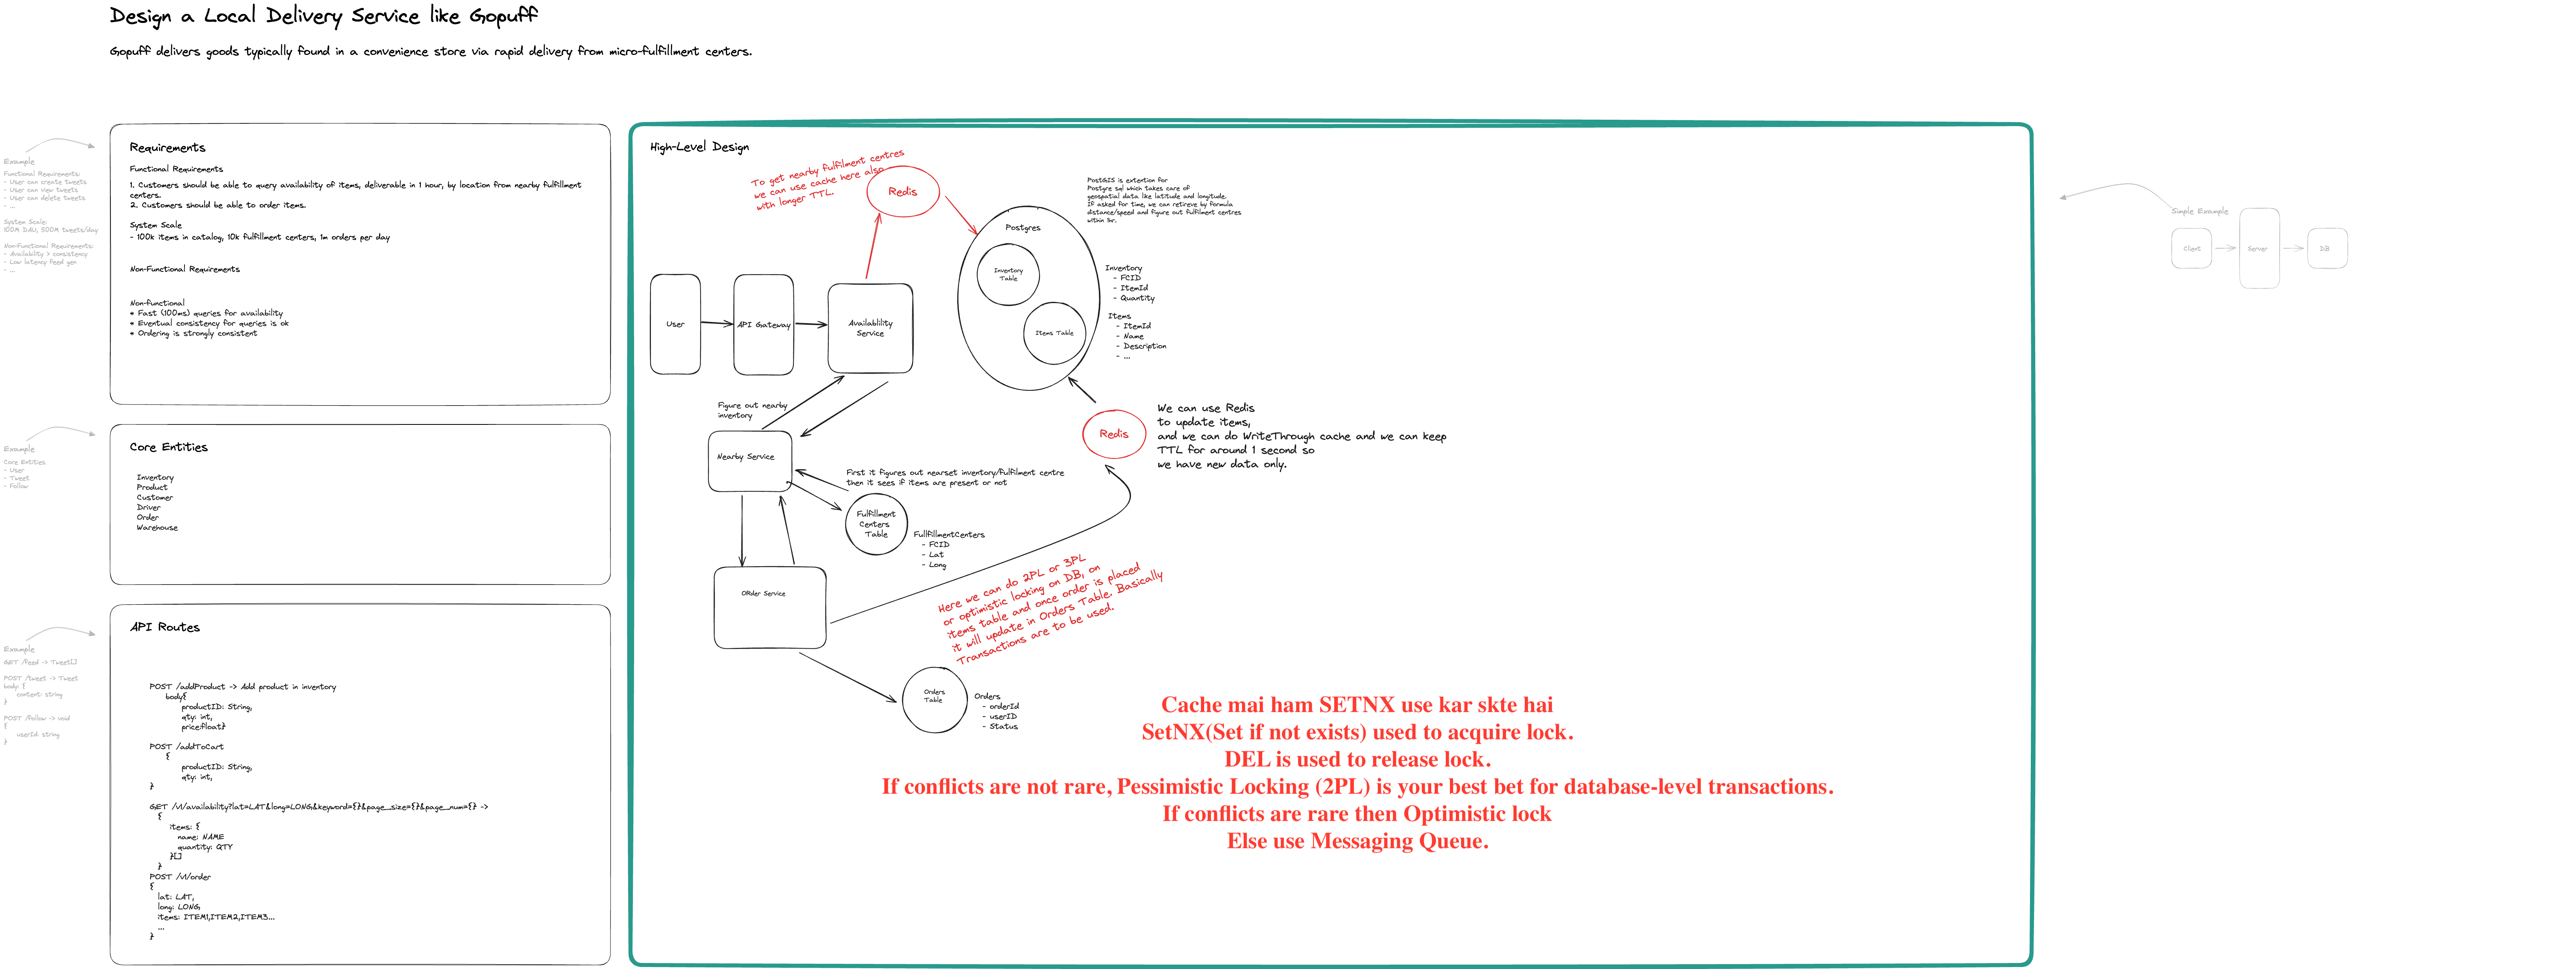 Design a Local Delivery Service like Gopuff
Gopuff delivers goods typically found in a convenience store via rapid delivery from micro-fulfillment centers.
Example
Functional Requirements:
- User can create tweets
- User can view tweets
- User can delete tweets
- ...
System Scale:
100M DAU, 500M tweets/day
Non-Functional Requirements:
- Availability > consistency
- Low latency feed gen
- ...
Requirements
Functional Requirements
1. Customers should be able to query availability of items, deliverable in 1 hour, by location from nearby fulfillment
centers.
2. Customers should be able to order items.
System Scale
- 100k items in catalog, 10k fulfillment centers, 1m orders per day
Non-Functional Requirements
Non-functional
* Fast (100ms) queries for availability
* Eventual consistency for queries is ok
* Ordering is strongly consistent
Example
Core Entities
- User
- Tweet
- Follow
Core Entities
Inventory
Product
Customer
Driver
Order
Warehouse
Example
GET /feed -> Tweet[]
POST /tweet -> Tweet
body: {
content: string
}
POST /follow -> void
{
userId: string
}
API Routes
POST /addProduct -> Add product in inventory
body{
productID: String,
qty: int,
price:float}
POST /addToCart
{
productID: String,
qty: int,
}
GET /v1/availability?lat=LAT&long=LONG&keyword={}&page_size={}&page_num={} ->
{
items: {
name: NAME
quantity: QTY
}[]
}
POST /v1/order
{
lat: LAT,
long: LONG,
items: ITEM1,ITEM2,ITEM3...
...
}
High-Level Design
To get nearby fulfilment centres
we can use cache here also
with longer TTL.
Redis
PostGIS is extention for
Postgre sql which takes care of
geospatial data like latitude and longitude.
If asked for time, we can retireve by formula
distance/speed and figure out fulfilment centres
within 1hr.
Postgres
Inventory
Table
Items Table
Inventory
- FCID
- ItemId
- Quantity
Items
- ItemId
- Name
- Description
- ...
User
API Gateway
Availablility
Service
Figure out nearby
inventory
Nearby Service
First it figures out nearset inventory/fulfilment centre
then it sees if items are present or not
Fulfillment
Centers
Table
FullfillmentCenters
- FCID
- Lat
- Long
Redis
We can use Redis
to update items,
and we can do WriteThrough cache and we can keep
TTL for around 1 second so
we have new data only.
ORder Service
Here we can do 2PL or 3PL
or optimistic locking on DB, on
items table and once order is placed
it will update in Orders Table. Basically
Transactions are to be used.
Orders
Table
Orders
- orderId
- userID
- Status
Cache mai ham SETNX use kar skte hai
SetNX(Set if not exists) used to acquire lock.
DEL is used to release lock.
If conflicts are not rare, Pessimistic Locking (2PL) is your best bet for database-level transactions.
If conflicts are rare then Optimistic lock
Else use Messaging Queue.
Simple Example
Client
Server
DB